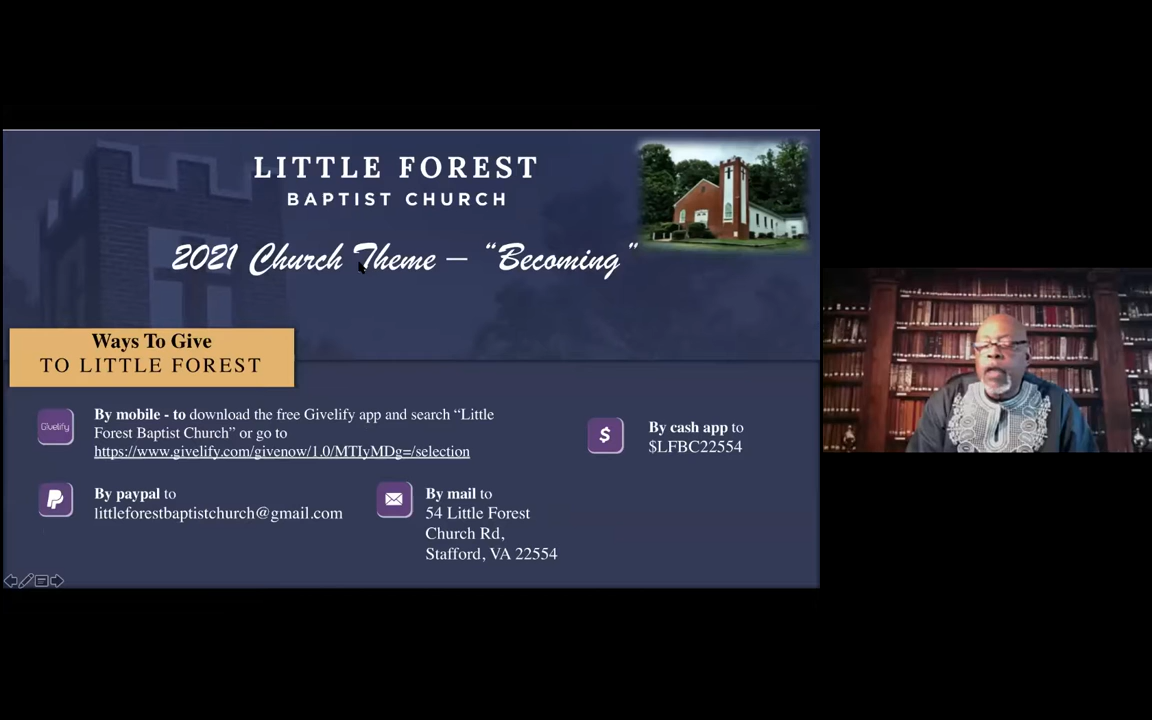 LITTLE FOREST
BAPTIST CHURCH
2021 Church Theme – “Becoming”
Ways To Give
TO LITTLE FOREST
Givelify
By mobile - to download the free Givelify app and search “Little
Forest Baptist Church” or go to
https://www.givelify.com/givenow/1.0/MTIyMDg=/selection
$
By cash app to
$LFBC22554
By paypal to
littleforestbaptistchurch@gmail.com
By mail to
54 Little Forest
Church Rd,
Stafford, VA 22554